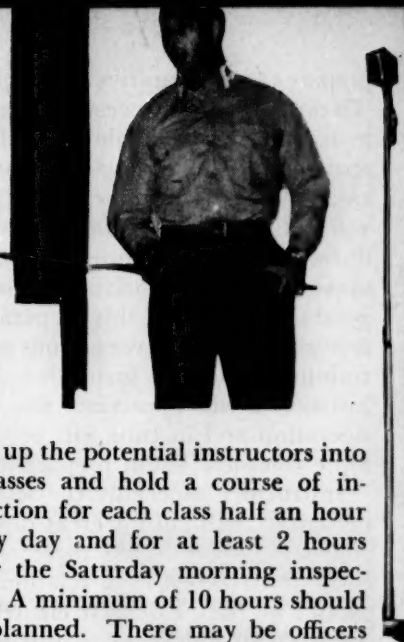 up the potential instructors into
asses and hold a course of in-
ction for each class half an hour
y day and for at least 2 hours
the Saturday morning inspec-
A minimum of 10 hours should
planned. There may be officers